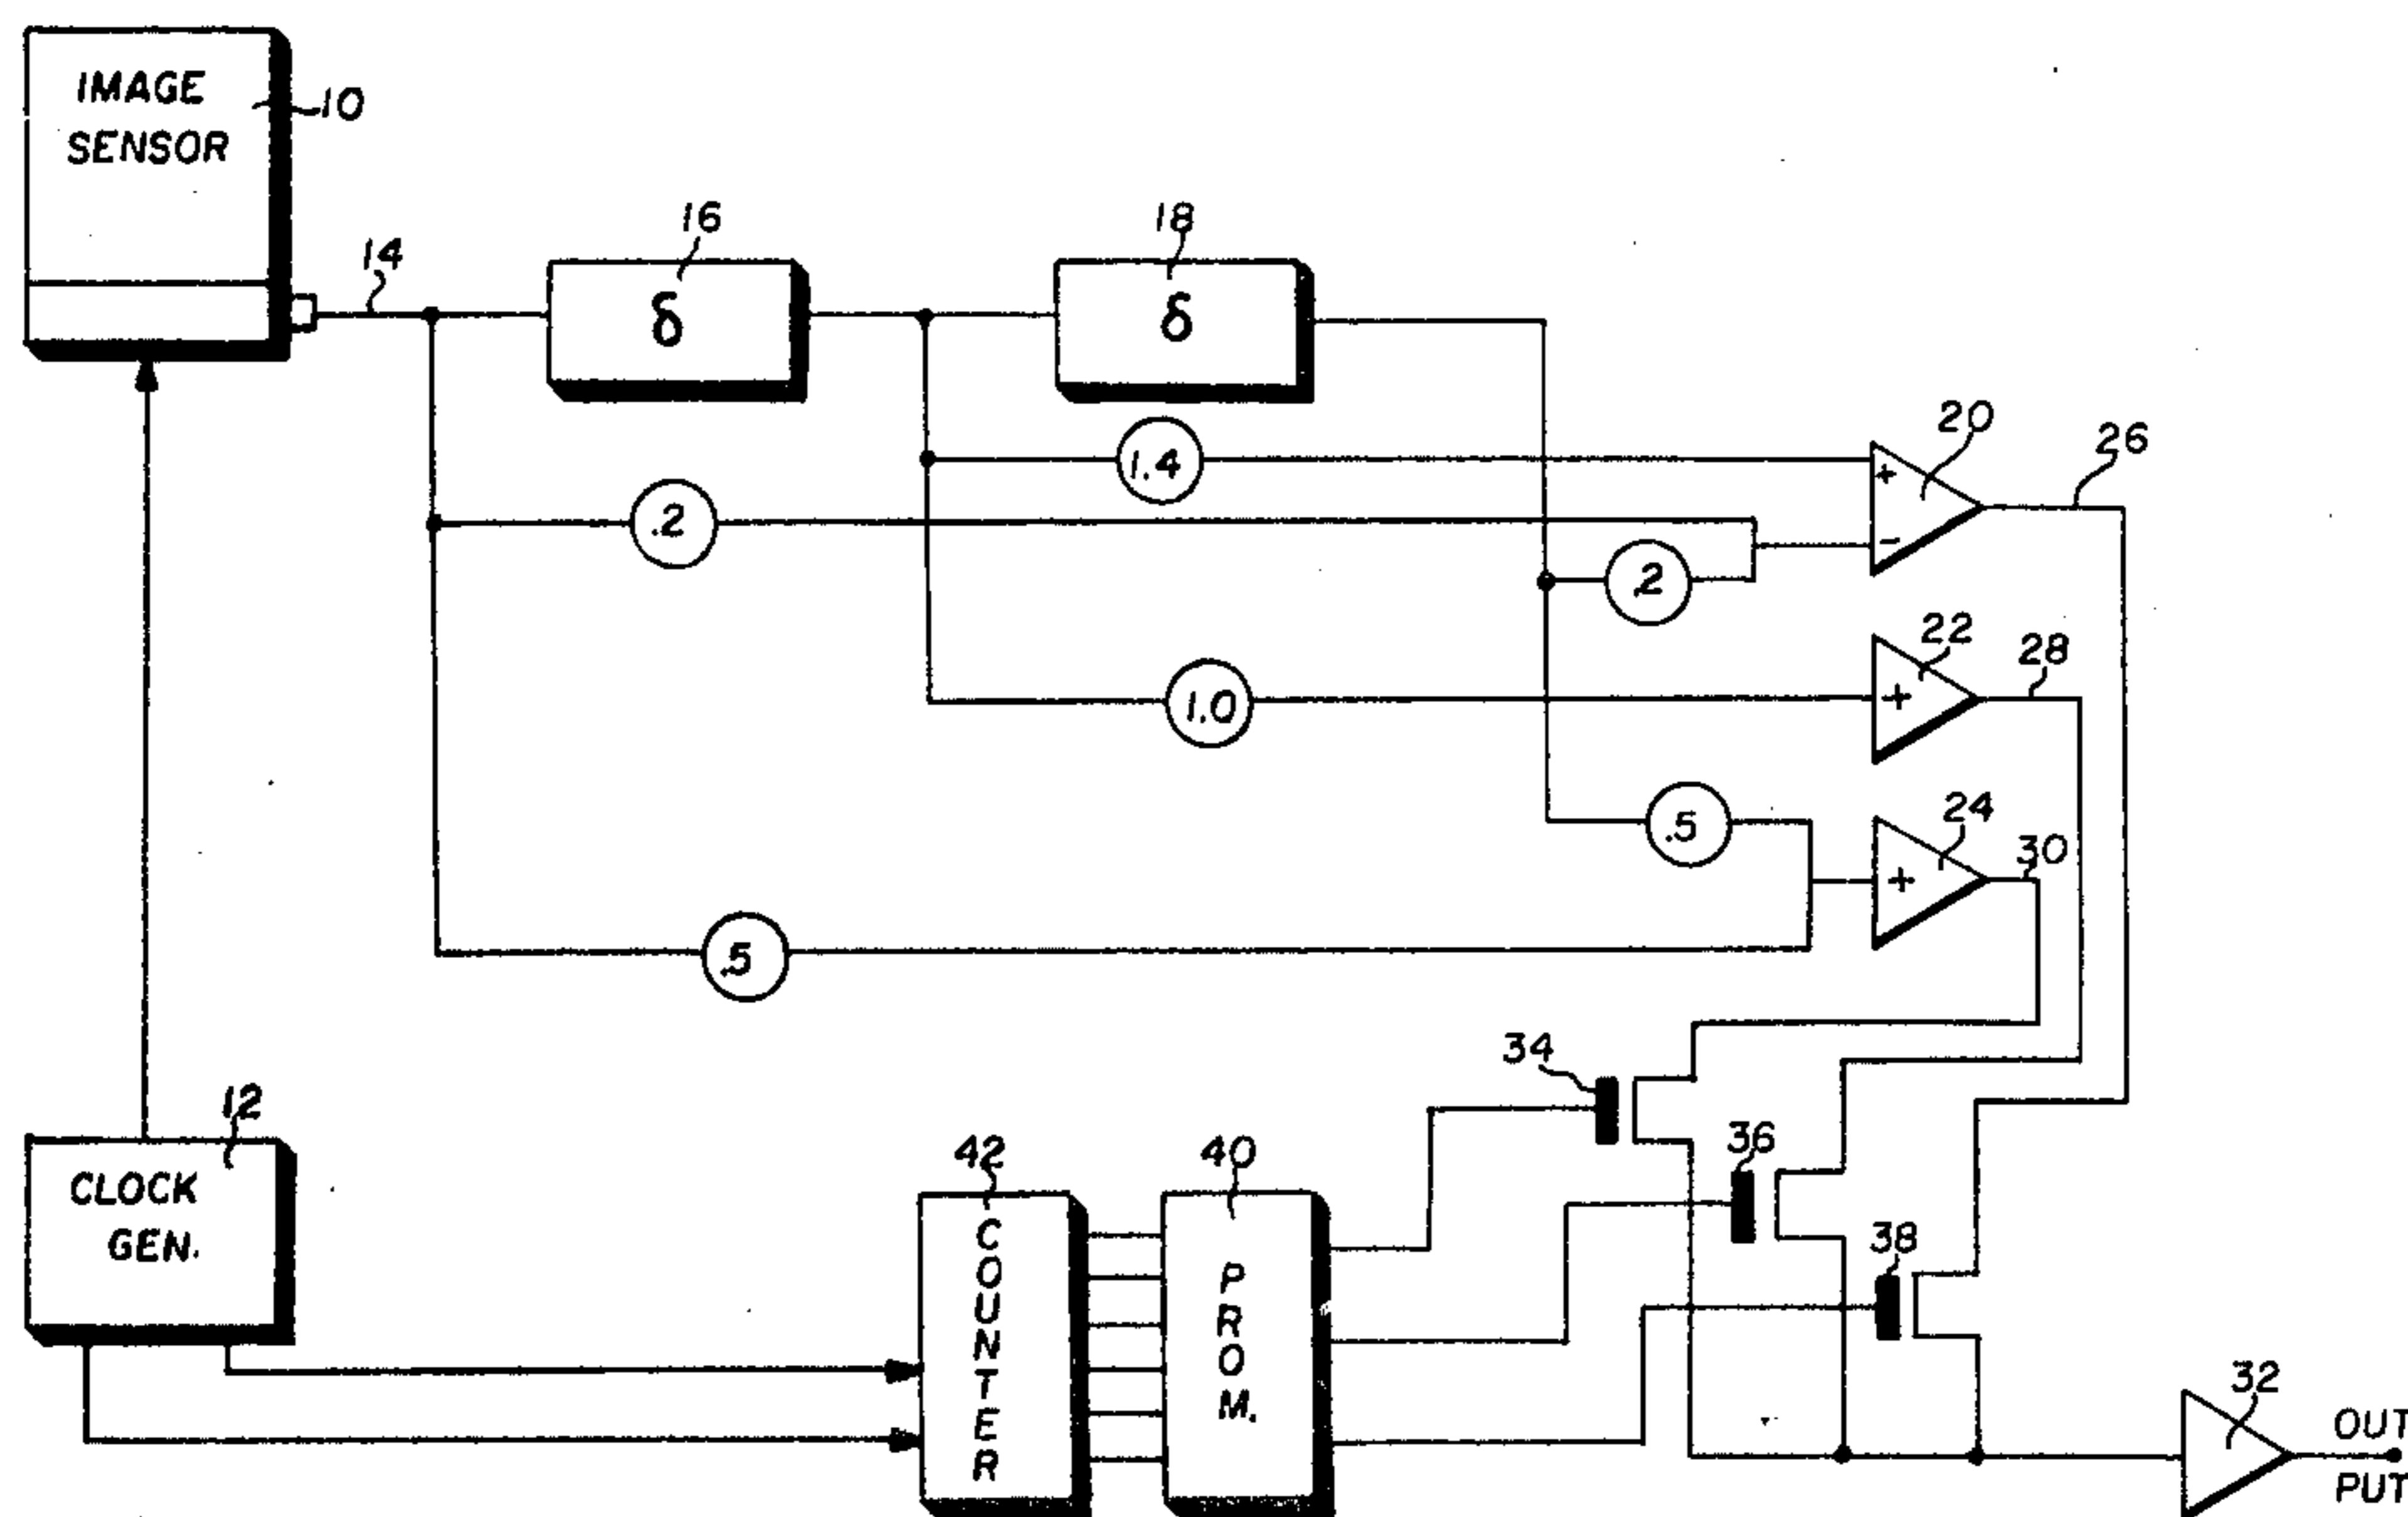 IMAGE
SENSOR
10
14
16
δ
18
δ
1.4
.2
.2
20
+
-
26
1.0
22
+
28
.5
24
+
30
.5
12
CLOCK
GEN.
42
COUNTER
40
PROM.
34
36
38
32
OUT
PUT